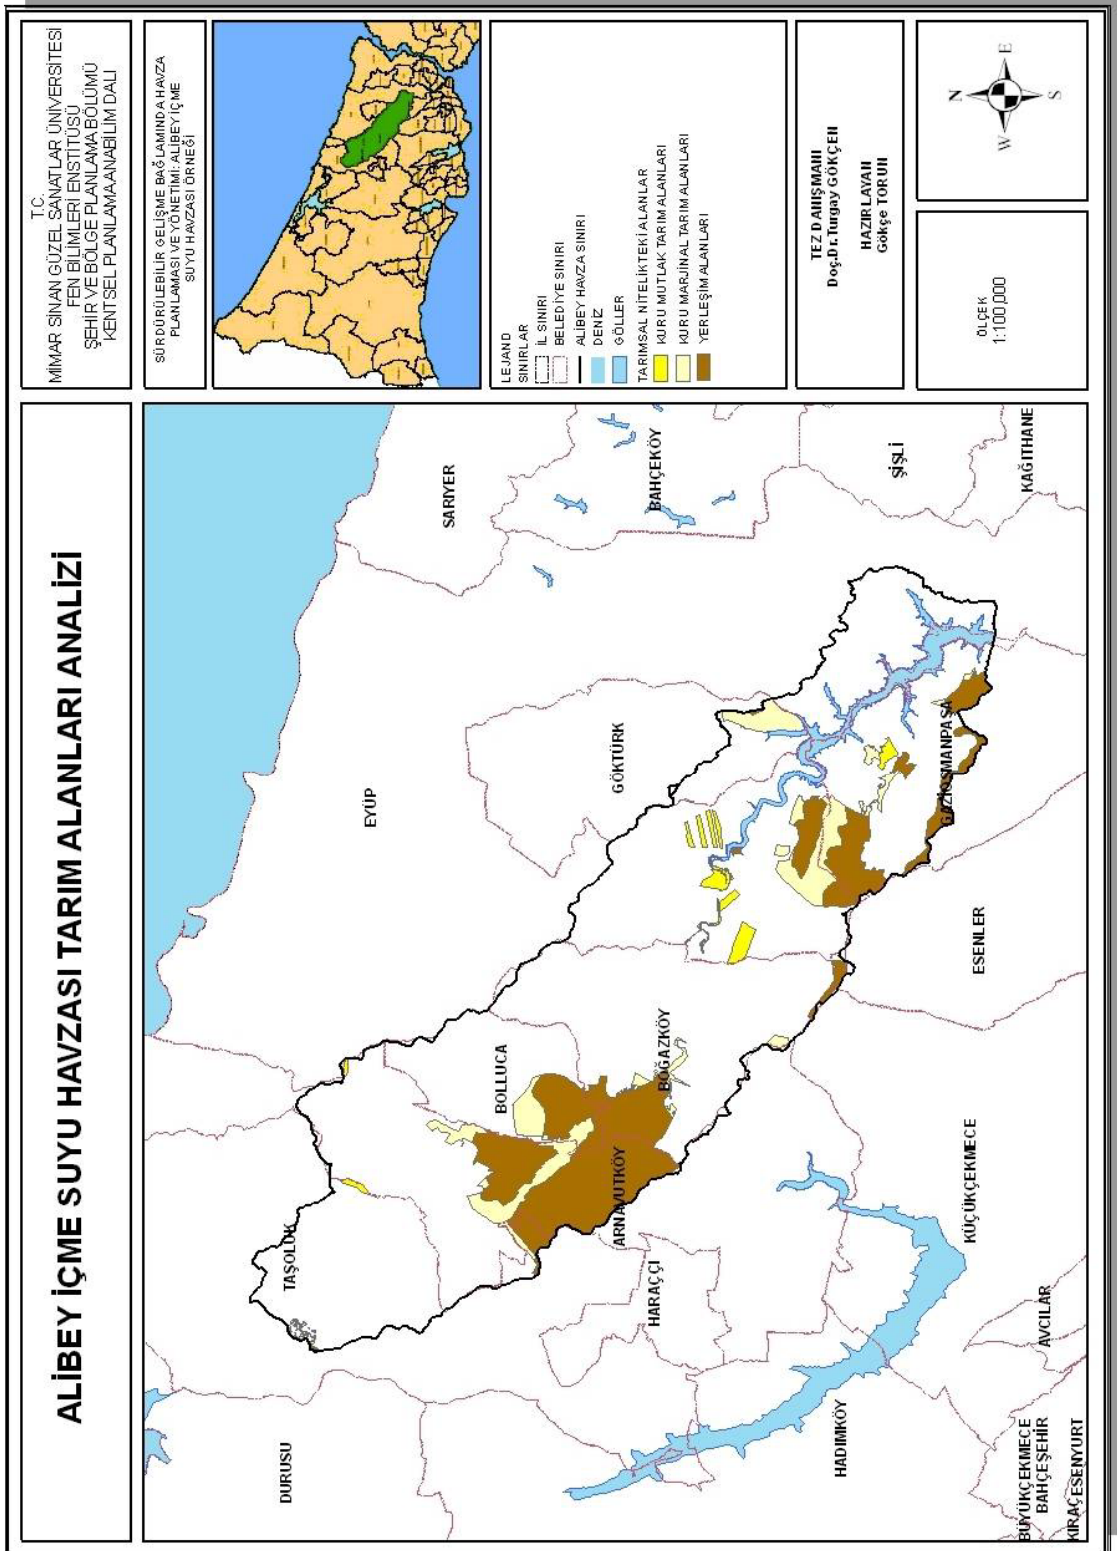 ALİBEY İÇME SUYU HAVZASI TARIM ALANLARI ANALİZİ
T.C.
MİMAR SİNAN GÜZEL SANATLAR ÜNİVERSİTESİ
FEN BİLİMLERİ ENSTİTÜSÜ
ŞEHİR VE BÖLGE PLANLAMA BÖLÜMÜ
KENTSEL PLANLAMA ANABİLİM DALI
SÜRDÜRÜLEBİLİR GELİŞME BAĞLAMINDA HAVZA
PLANLAMASI VE YÖNETİMİ: ALİBEY İÇME
SUYU HAVZASI ÖRNEĞİ
LEJAND
SINIRLAR
İL SINIRI
BELEDİYE SINIRI
ALİBEY HAVZA SINIRI
DENİZ
GÖLLER
TARIMSAL NİTELİKTEKİ ALANLAR
KURU MUTLAK TARIM ALANLARI
KURU MARJİNAL TARIM ALANLARI
YERLEŞİM ALANLARI
TEZ DANIŞMANI
Doç.Dr.Turgay GÖKÇEN
HAZIRLAYAN
Gökçe TORUN
ÖLÇEK
1:100,000
N
W
E
S
DURUSU
TAŞOLUK
EYÜP
SARIYER
BOLLUCA
GÖKTÜRK
BAHÇEKÖY
ARNAVUTKÖY
BOĞAZKÖY
HARAÇÇI
HADIMKÖY
ŞİŞLİ
GAZİOSMANPAŞA
KÜÇÜKÇEKMECE
ESENLER
KAĞITHANE
AVCILAR
BÜYÜKÇEKMECE
BAHÇEŞEHİR
KIRAÇ
ESENYURT